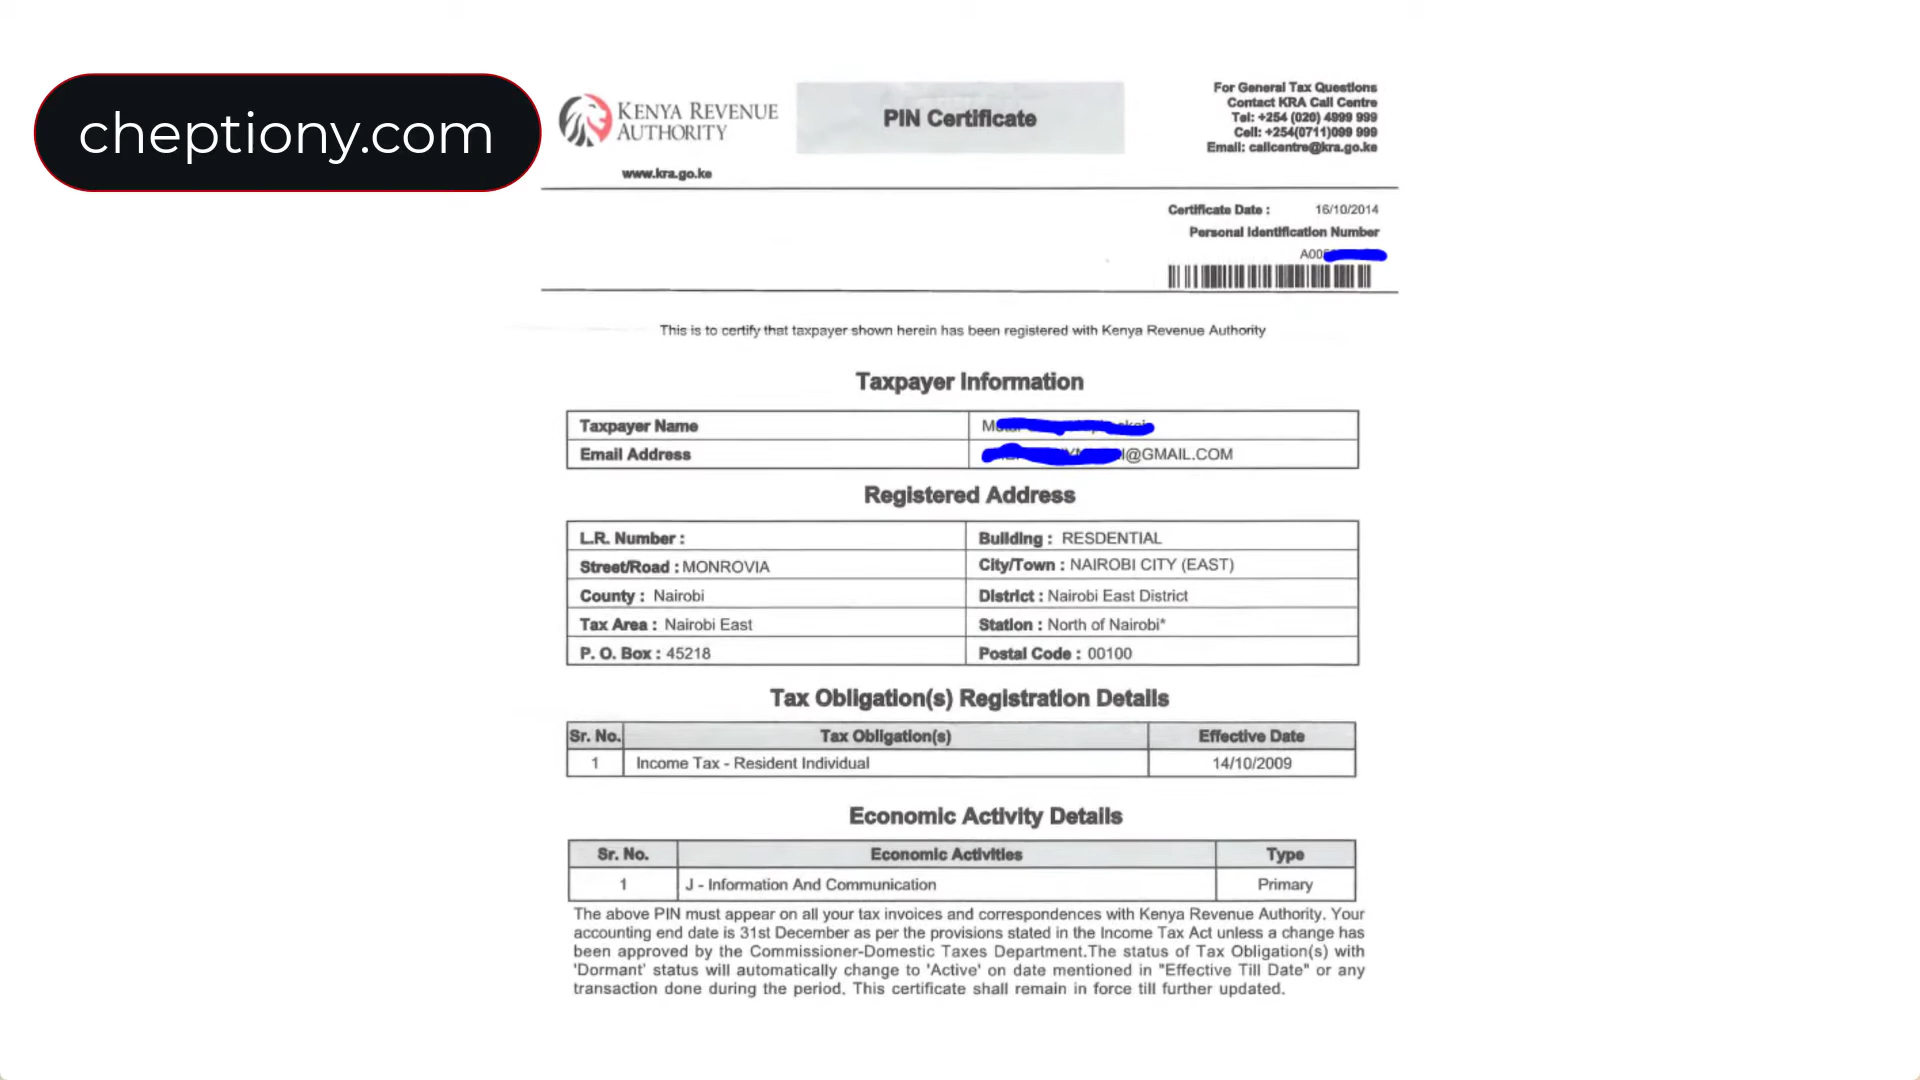 cheptiony.com
KENYA REVENUE
AUTHORITY
www.kra.go.ke
PIN Certificate
For General Tax Questions
Contact KRA Call Centre
Tel: +254 (020) 4999 999
Cell: +254(0711)099 999
Email: callcentre@kra.go.ke
Certificate Date : 16/10/2014
Personal Identification Number
A00
This is to certify that taxpayer shown herein has been registered with Kenya Revenue Authority
Taxpayer Information
Taxpayer Name
Email Address @GMAIL.COM
Registered Address
L.R. Number : Building : RESDENTIAL
Street/Road : MONROVIA City/Town : NAIROBI CITY (EAST)
County : Nairobi District : Nairobi East District
Tax Area : Nairobi East Station : North of Nairobi*
P. O. Box : 45218 Postal Code : 00100
Tax Obligation(s) Registration Details
Sr. No. Tax Obligation(s) Effective Date
1 Income Tax - Resident Individual 14/10/2009
Economic Activity Details
Sr. No. Economic Activities Type
1 J - Information And Communication Primary
The above PIN must appear on all your tax invoices and correspondences with Kenya Revenue Authority. Your
accounting end date is 31st December as per the provisions stated in the Income Tax Act unless a change has
been approved by the Commissioner-Domestic Taxes Department.The status of Tax Obligation(s) with
'Dormant' status will automatically change to 'Active' on date mentioned in "Effective Till Date" or any
transaction done during the period. This certificate shall remain in force till further updated.